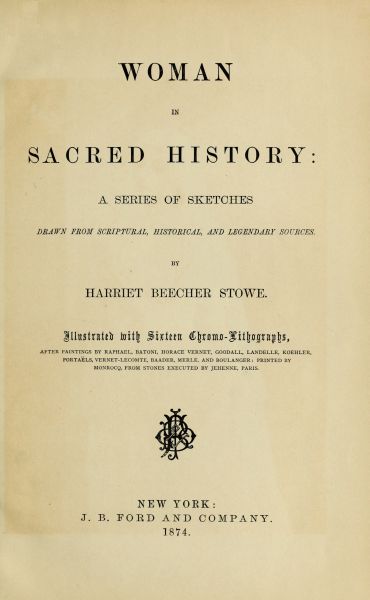 WOMAN
IN
SACRED HISTORY:
A SERIES OF SKETCHES
DRAWN FROM SCRIPTURAL, HISTORICAL, AND LEGENDARY SOURCES.
BY
HARRIET BEECHER STOWE.
Illustrated with Sixteen Chromo-Lithographs,
AFTER PAINTINGS BY RAPHAEL, BATONI, HORACE VERNET, GOODALL, LANDELLE, KOEHLER,
PORTAËLS, VERNET-LECOMTE, BAADER, MERLE, AND BOULANGER: PRINTED BY
MONROCQ, FROM STONES EXECUTED BY JEHENNE, PARIS.
NEW YORK:
J. B. FORD AND COMPANY.
1874.